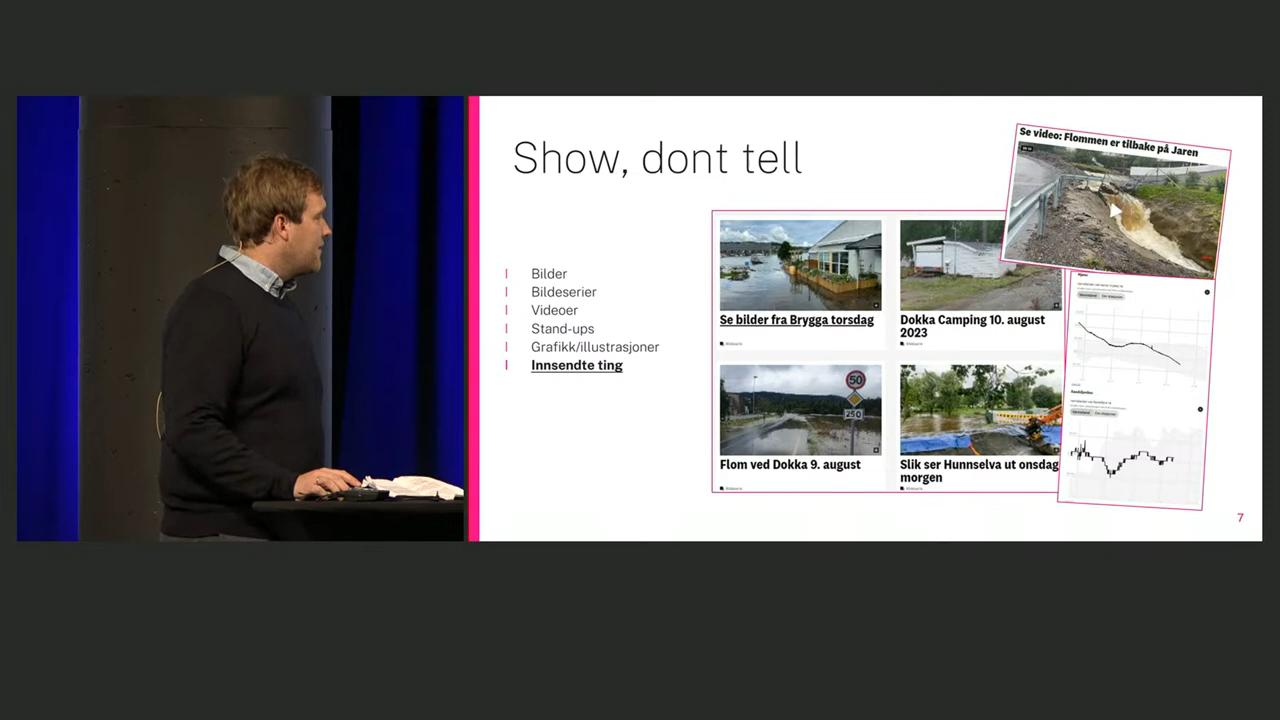 Show, dont tell
Bilder
Bildeserier
Videoer
Stand-ups
Grafikk/illustrasjoner
Innsendte ting
Se video: Flommen er tilbake på Jaren
Se bilder fra Brygga torsdag
Dokka Camping 10. august
2023
50
250
Flom ved Dokka 9. august
Slik ser Hunnselva ut onsdag
morgen
7